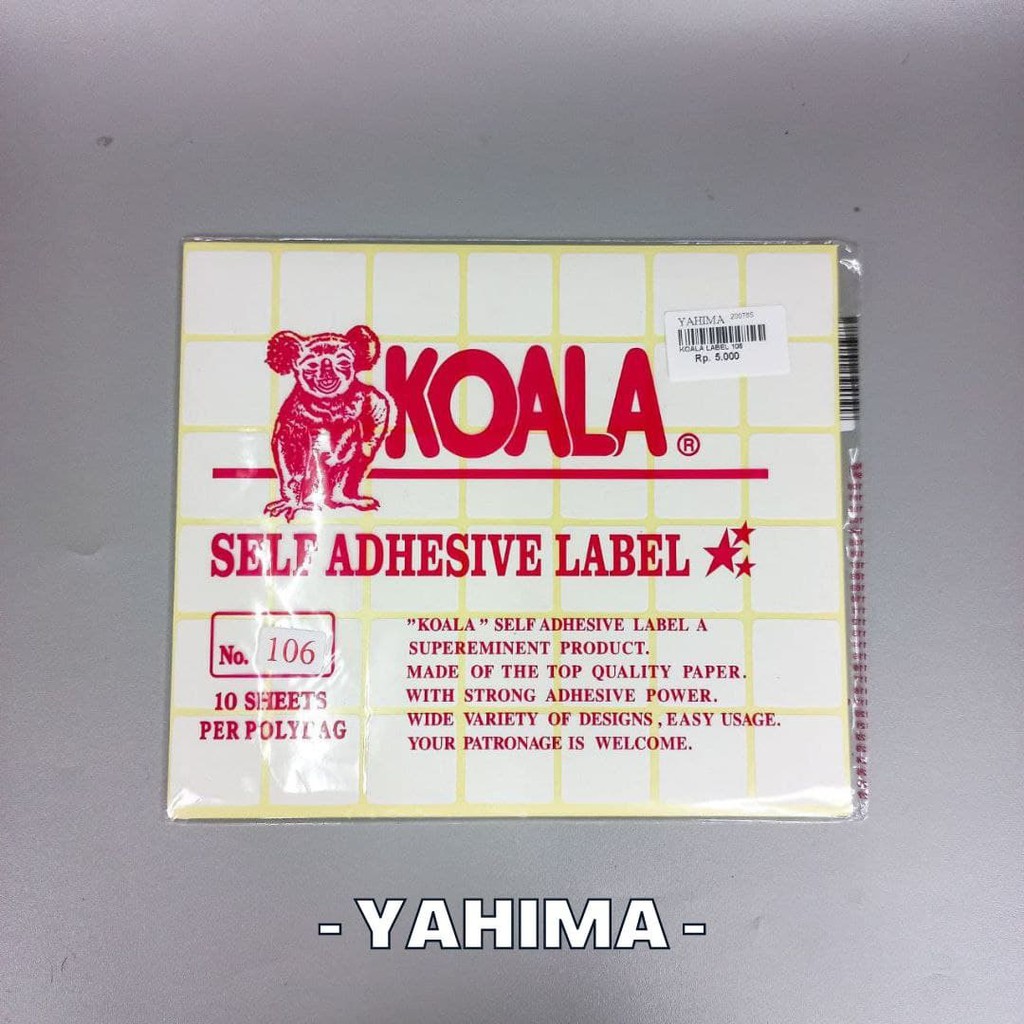 YAHIMA 200765
KOALA LABEL 106
Rp. 5.000
KOALA ®
SELF ADHESIVE LABEL
No. 106
10 SHEETS
PER POLYBAG
"KOALA" SELF ADHESIVE LABEL A
SUPEREMINENT PRODUCT.
MADE OF THE TOP QUALITY PAPER.
WITH STRONG ADHESIVE POWER.
WIDE VARIETY OF DESIGNS, EASY USAGE.
YOUR PATRONAGE IS WELCOME.
- YAHIMA -